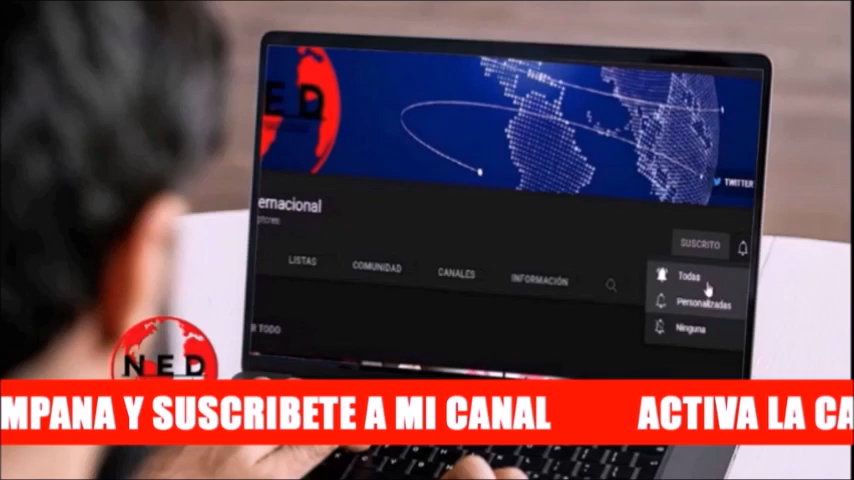 E D
TWITTER
ernacional
SUSCRITO
LISTAS
COMUNIDAD
CANALES
INFORMACIÓN
Todas
Personalizadas
Ninguna
R TODO
NED
MPANA Y SUSCRIBETE A MI CANAL ACTIVA LA CA